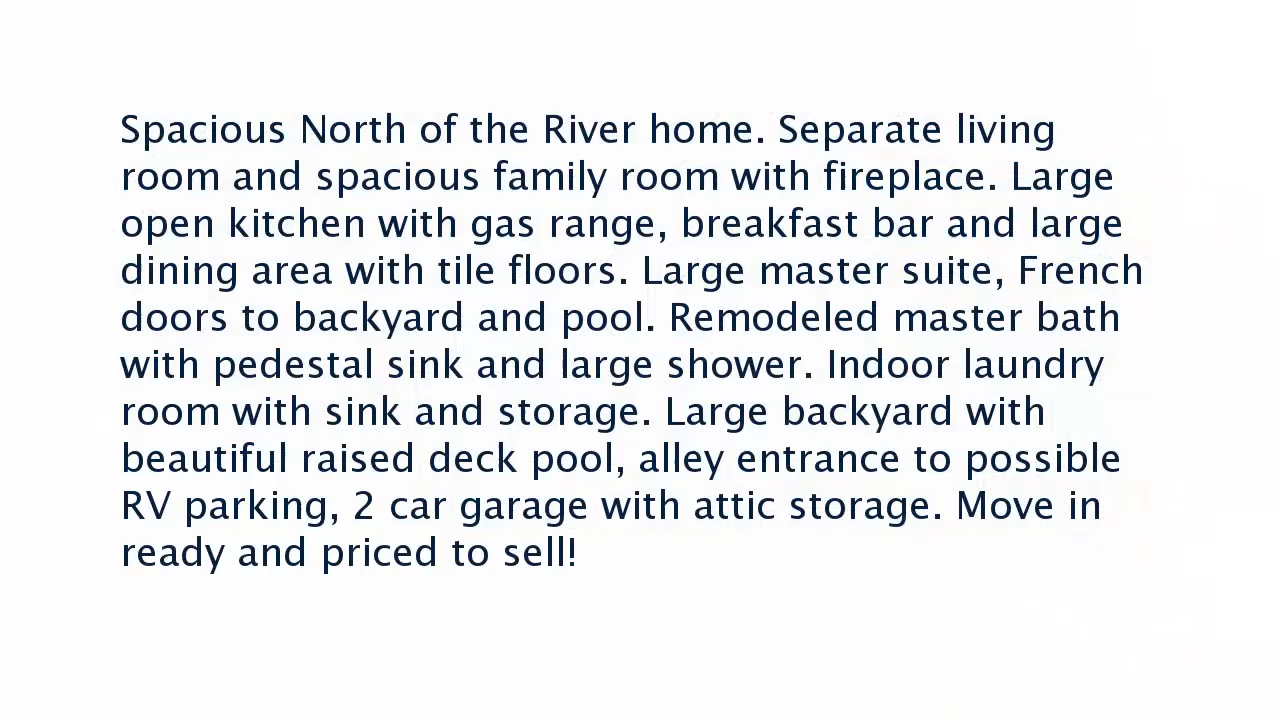 Spacious North of the River home. Separate living
room and spacious family room with fireplace. Large
open kitchen with gas range, breakfast bar and large
dining area with tile floors. Large master suite, French
doors to backyard and pool. Remodeled master bath
with pedestal sink and large shower. Indoor laundry
room with sink and storage. Large backyard with
beautiful raised deck pool, alley entrance to possible
RV parking, 2 car garage with attic storage. Move in
ready and priced to sell!